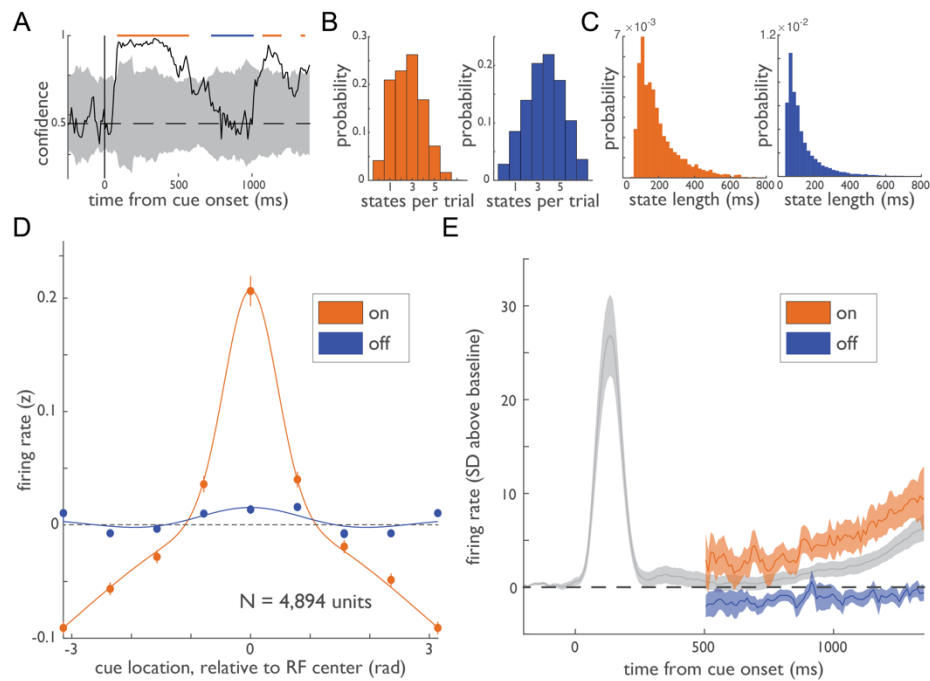 A
confidence
1
0.5
0
500
1000
time from cue onset (ms)
B
probability
0.3
0.2
0.1
0
1
3
5
states per trial
probability
0.2
0.1
0
1
3
5
states per trial
C
7 ×10-3
probability
0
200
400
600
800
state length (ms)
1.2 ×10-2
probability
0
200
400
600
800
state length (ms)
D
on
off
firing rate (z)
0.2
0.1
0
-0.1
N = 4,894 units
-3
0
3
cue location, relative to RF center (rad)
E
on
off
firing rate (SD above baseline)
30
20
10
0
0
500
1000
time from cue onset (ms)